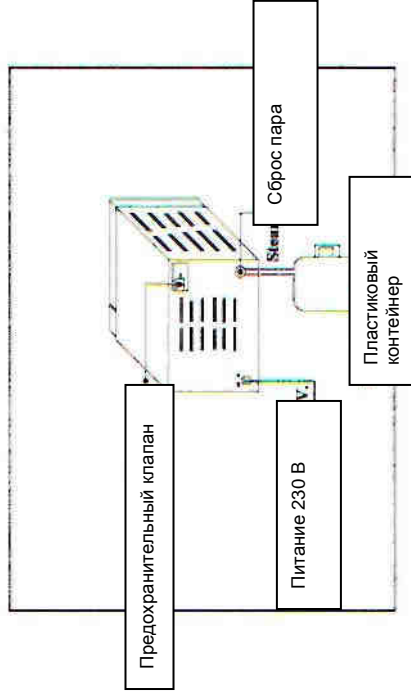 Предохранительный клапан
Сброс пара
Steam
Питание 230 В
V.
Пластиковый
контейнер